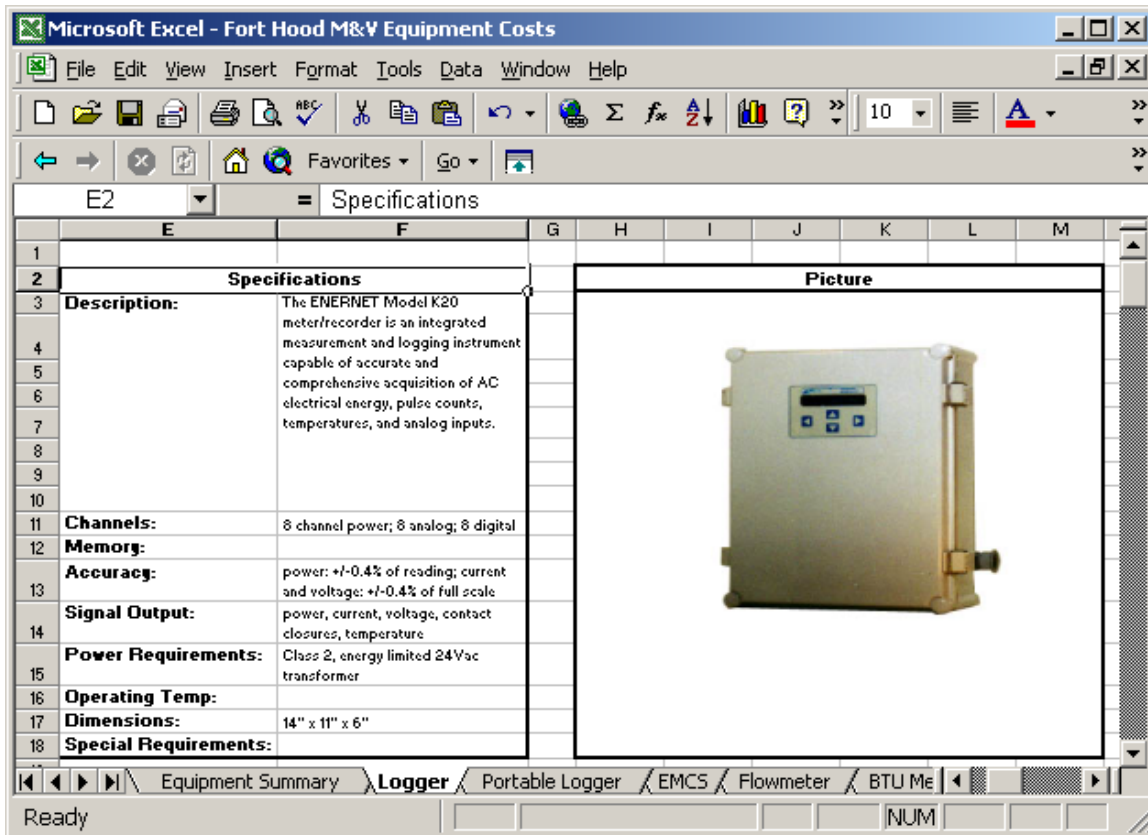 Microsoft Excel - Fort Hood M&V Equipment Costs
File Edit View Insert Format Tools Data Window Help
ABC Σ fx A Z 10 A
Favorites Go
E2 = Specifications
E F G H I J K L M
1
2 Specifications Picture
3 Description: The ENERNET Model K20
meter/recorder is an integrated
4 measurement and logging instrument
5 capable of accurate and
6 comprehensive acquisition of AC
electrical energy, pulse counts,
7 temperatures, and analog inputs.
8
9
10
11 Channels: 8 channel power; 8 analog; 8 digital
12 Memory:
Accuracy: power: +/-0.4% of reading; current
13 and voltage: +/-0.4% of full scale
Signal Output: power, current, voltage, contact
14 closures, temperature
Power Requirements: Class 2, energy limited 24Vac
15 transformer
16 Operating Temp:
17 Dimensions: 14" x 11" x 6"
18 Special Requirements:
Equipment Summary Logger Portable Logger EMCS Flowmeter BTU Me
Ready NUM